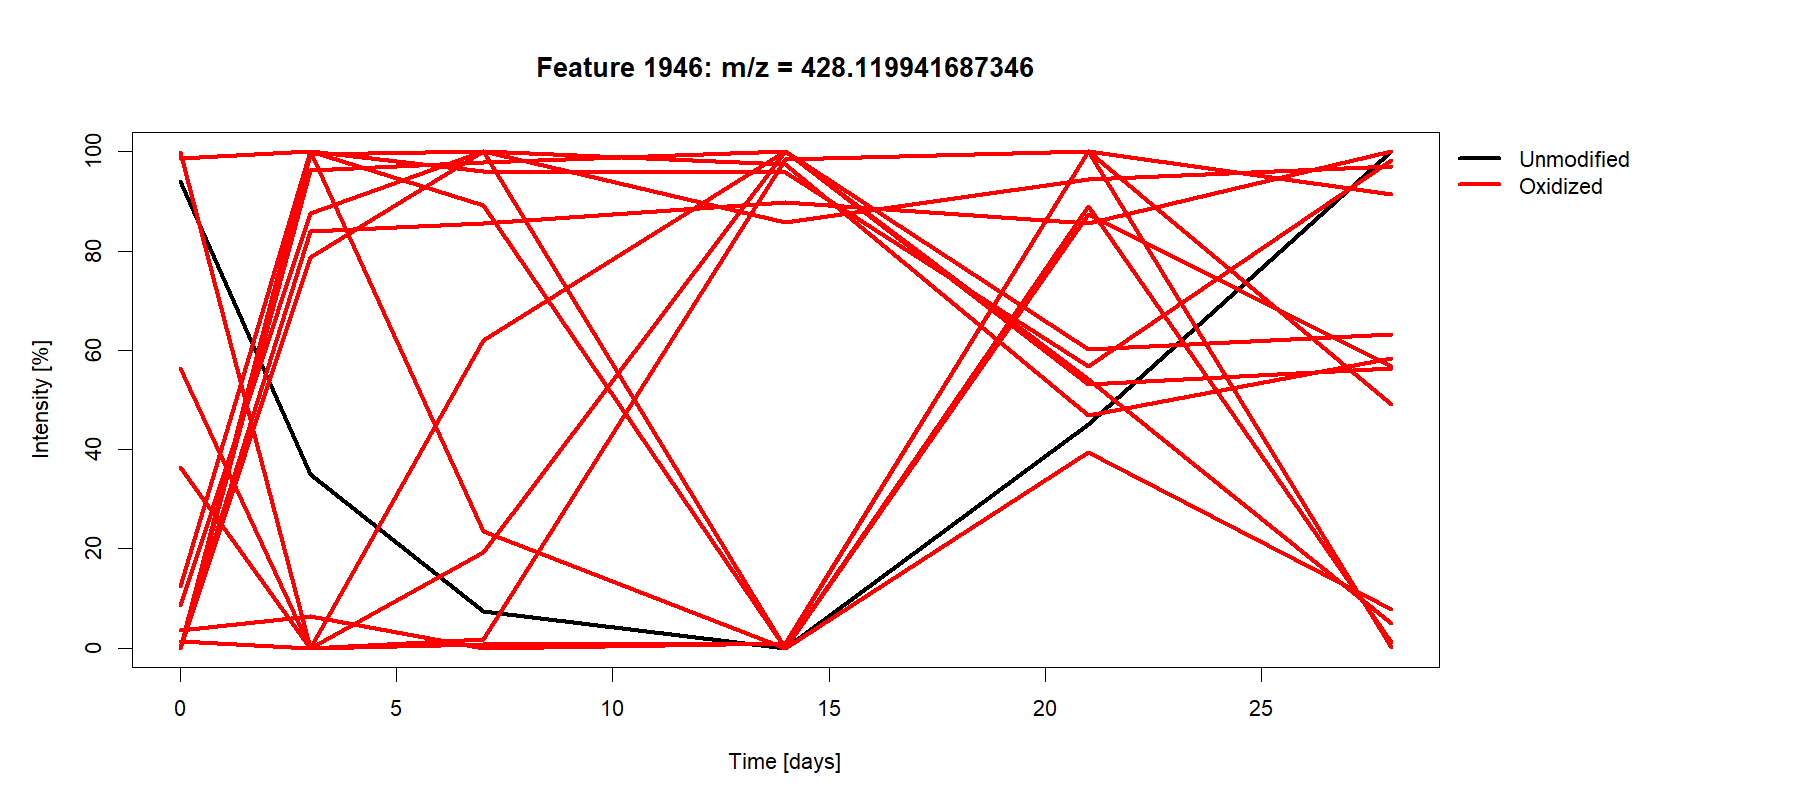 Feature 1946: m/z = 428.119941687346
Unmodified
Oxidized
Intensity [%]
100
80
60
40
20
0
0 5 10 15 20 25
Time [days]